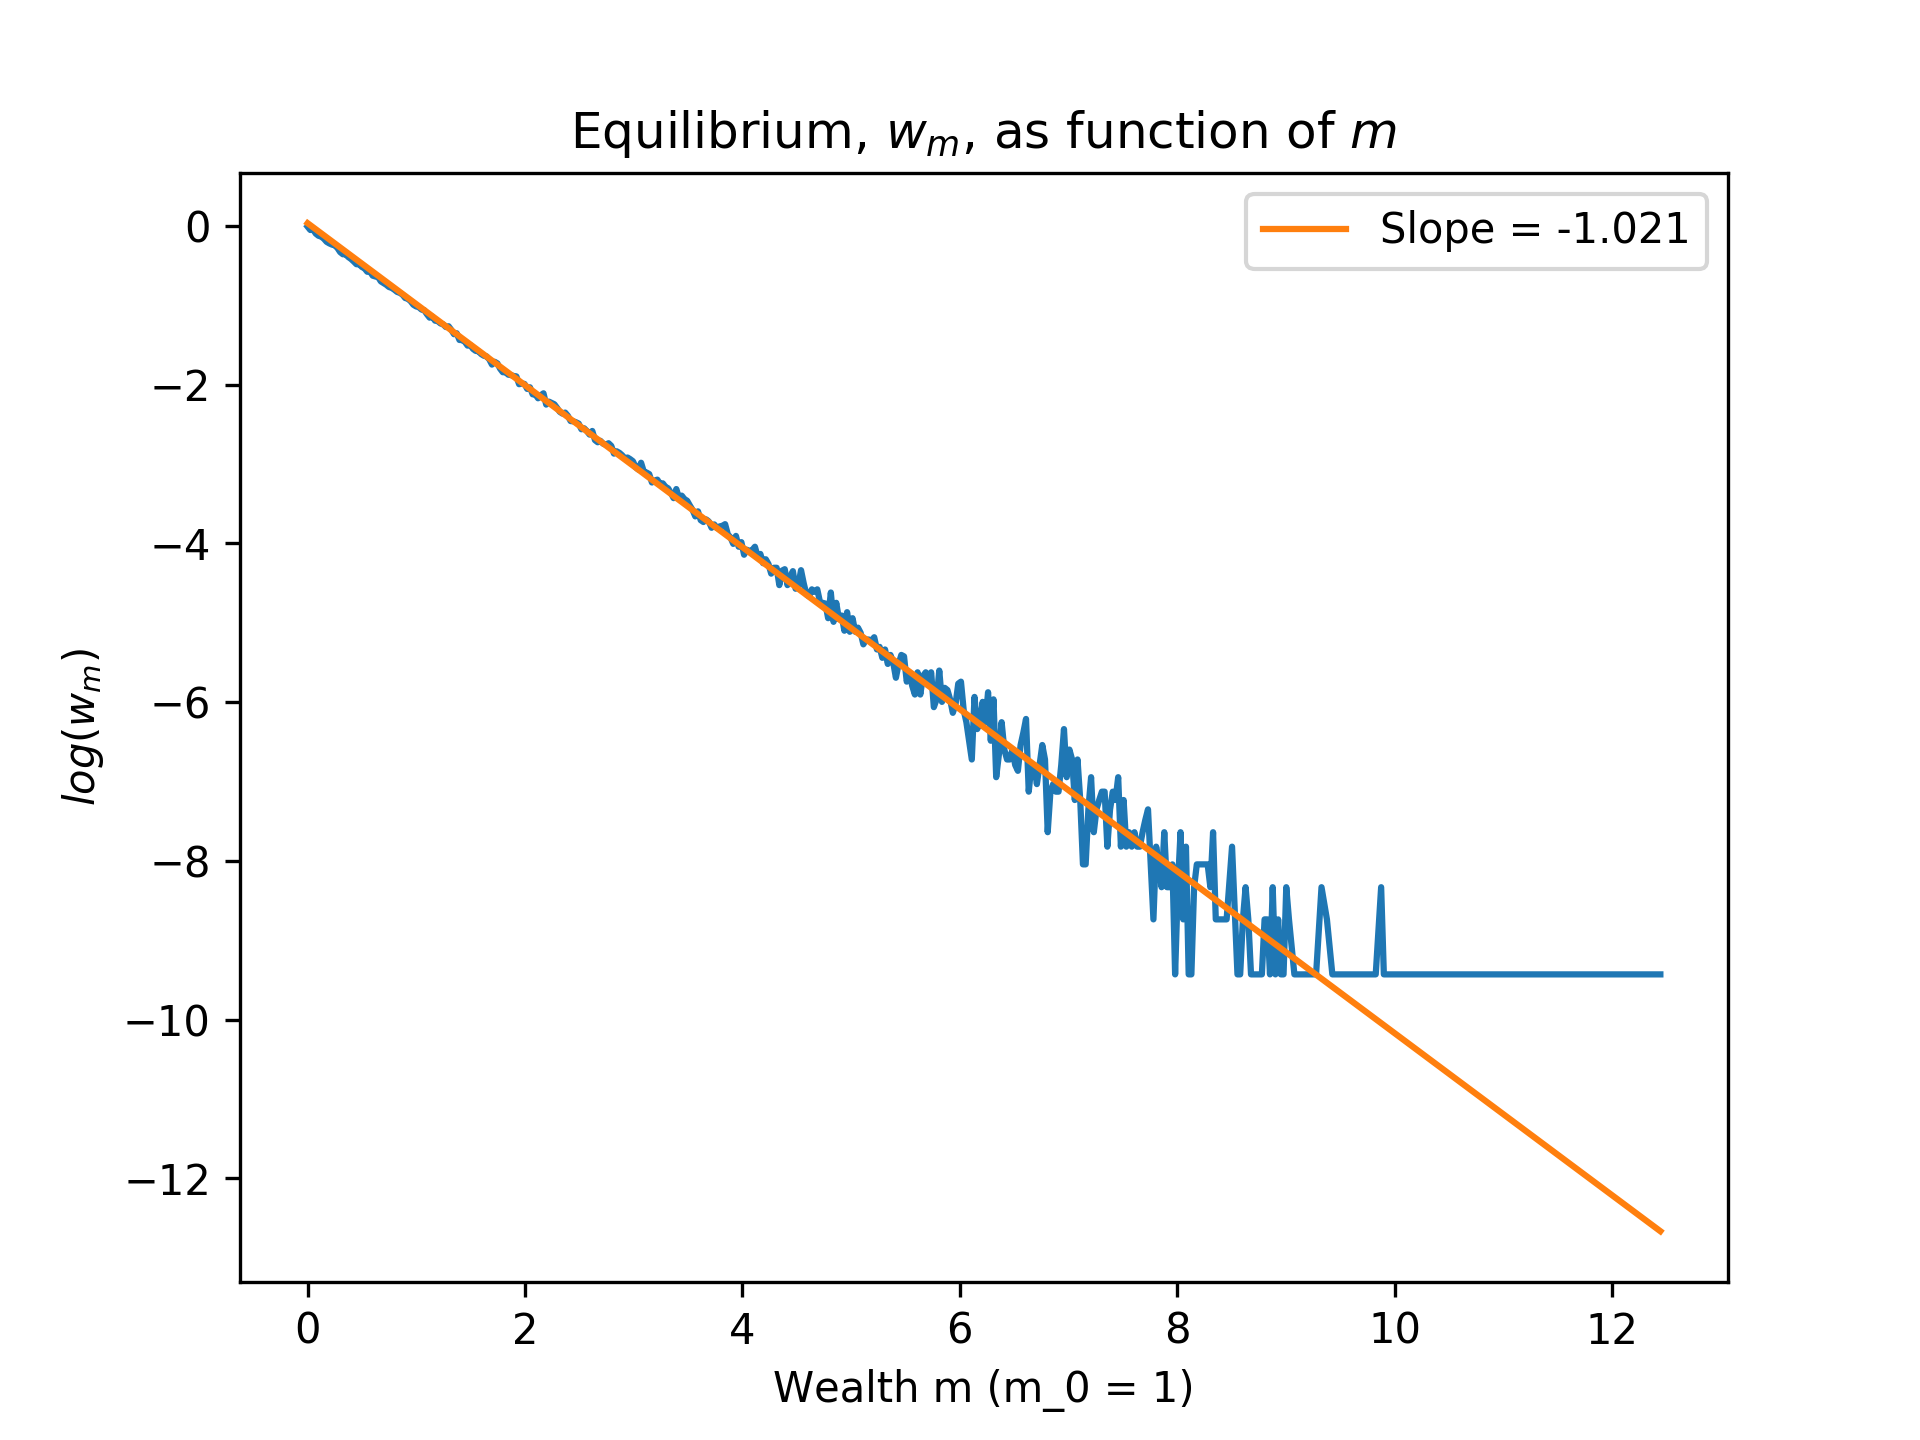 Equilibrium, w_m, as function of m
Slope = -1.021
0
−2
−4
−6
−8
−10
−12
log(w_m)
0 2 4 6 8 10 12
Wealth m (m_0 = 1)